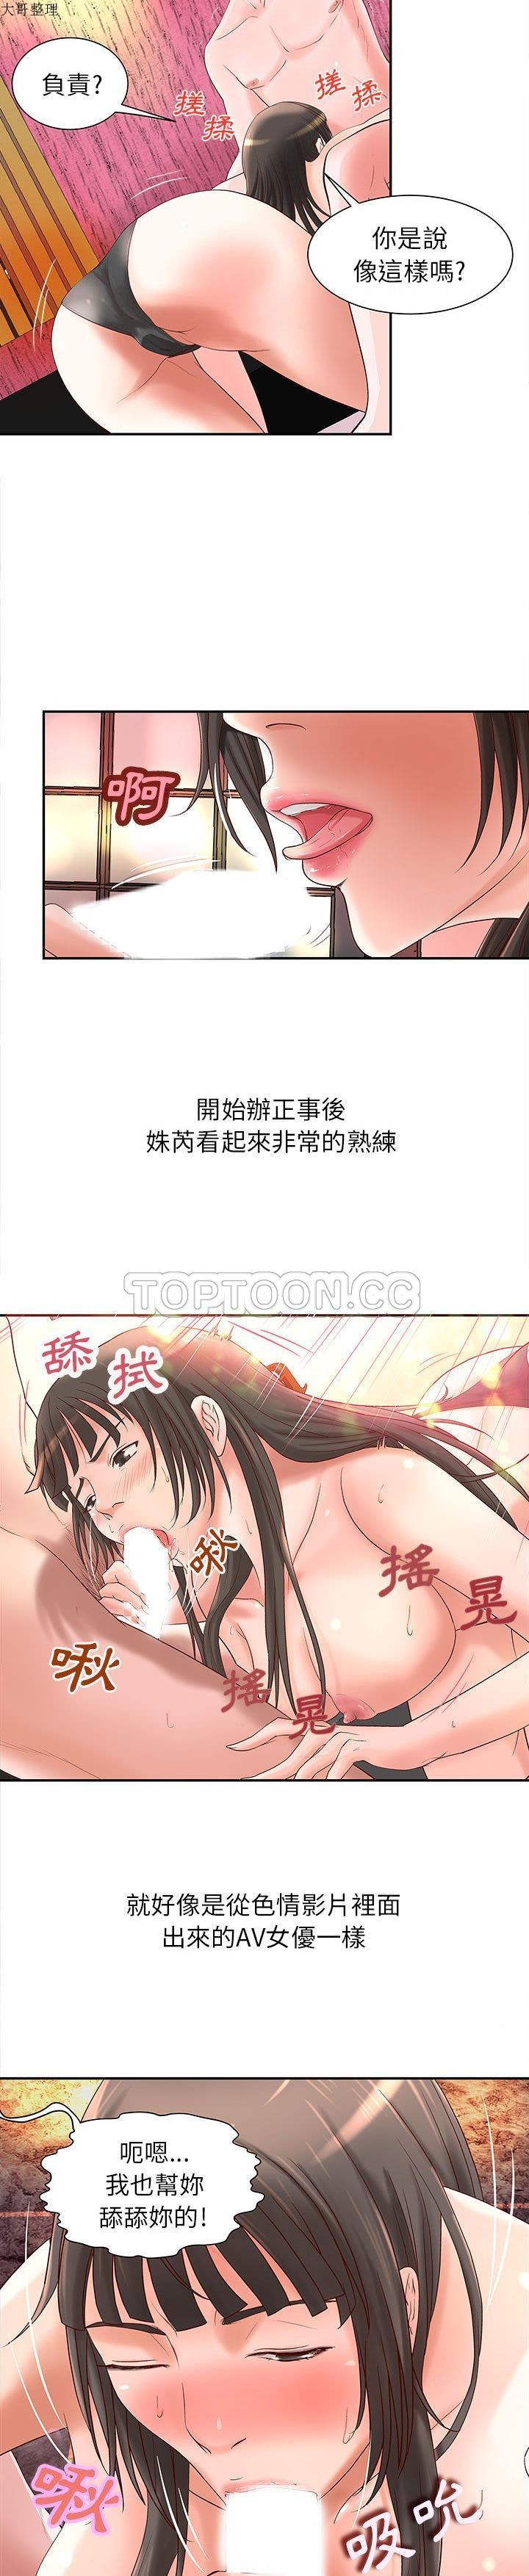 大哥整理
負責?
搓揉
搓揉
你是說
像這樣嗎?
啊
開始辦正事後
姝芮看起來非常的熟練
TOPTOON.CC
舔拭
啾
搖晃
啾
搖晃
就好像是從色情影片裡面
出來的AV女優一樣
呃嗯...
我也幫妳
舔舔妳的!
啾
吸吮